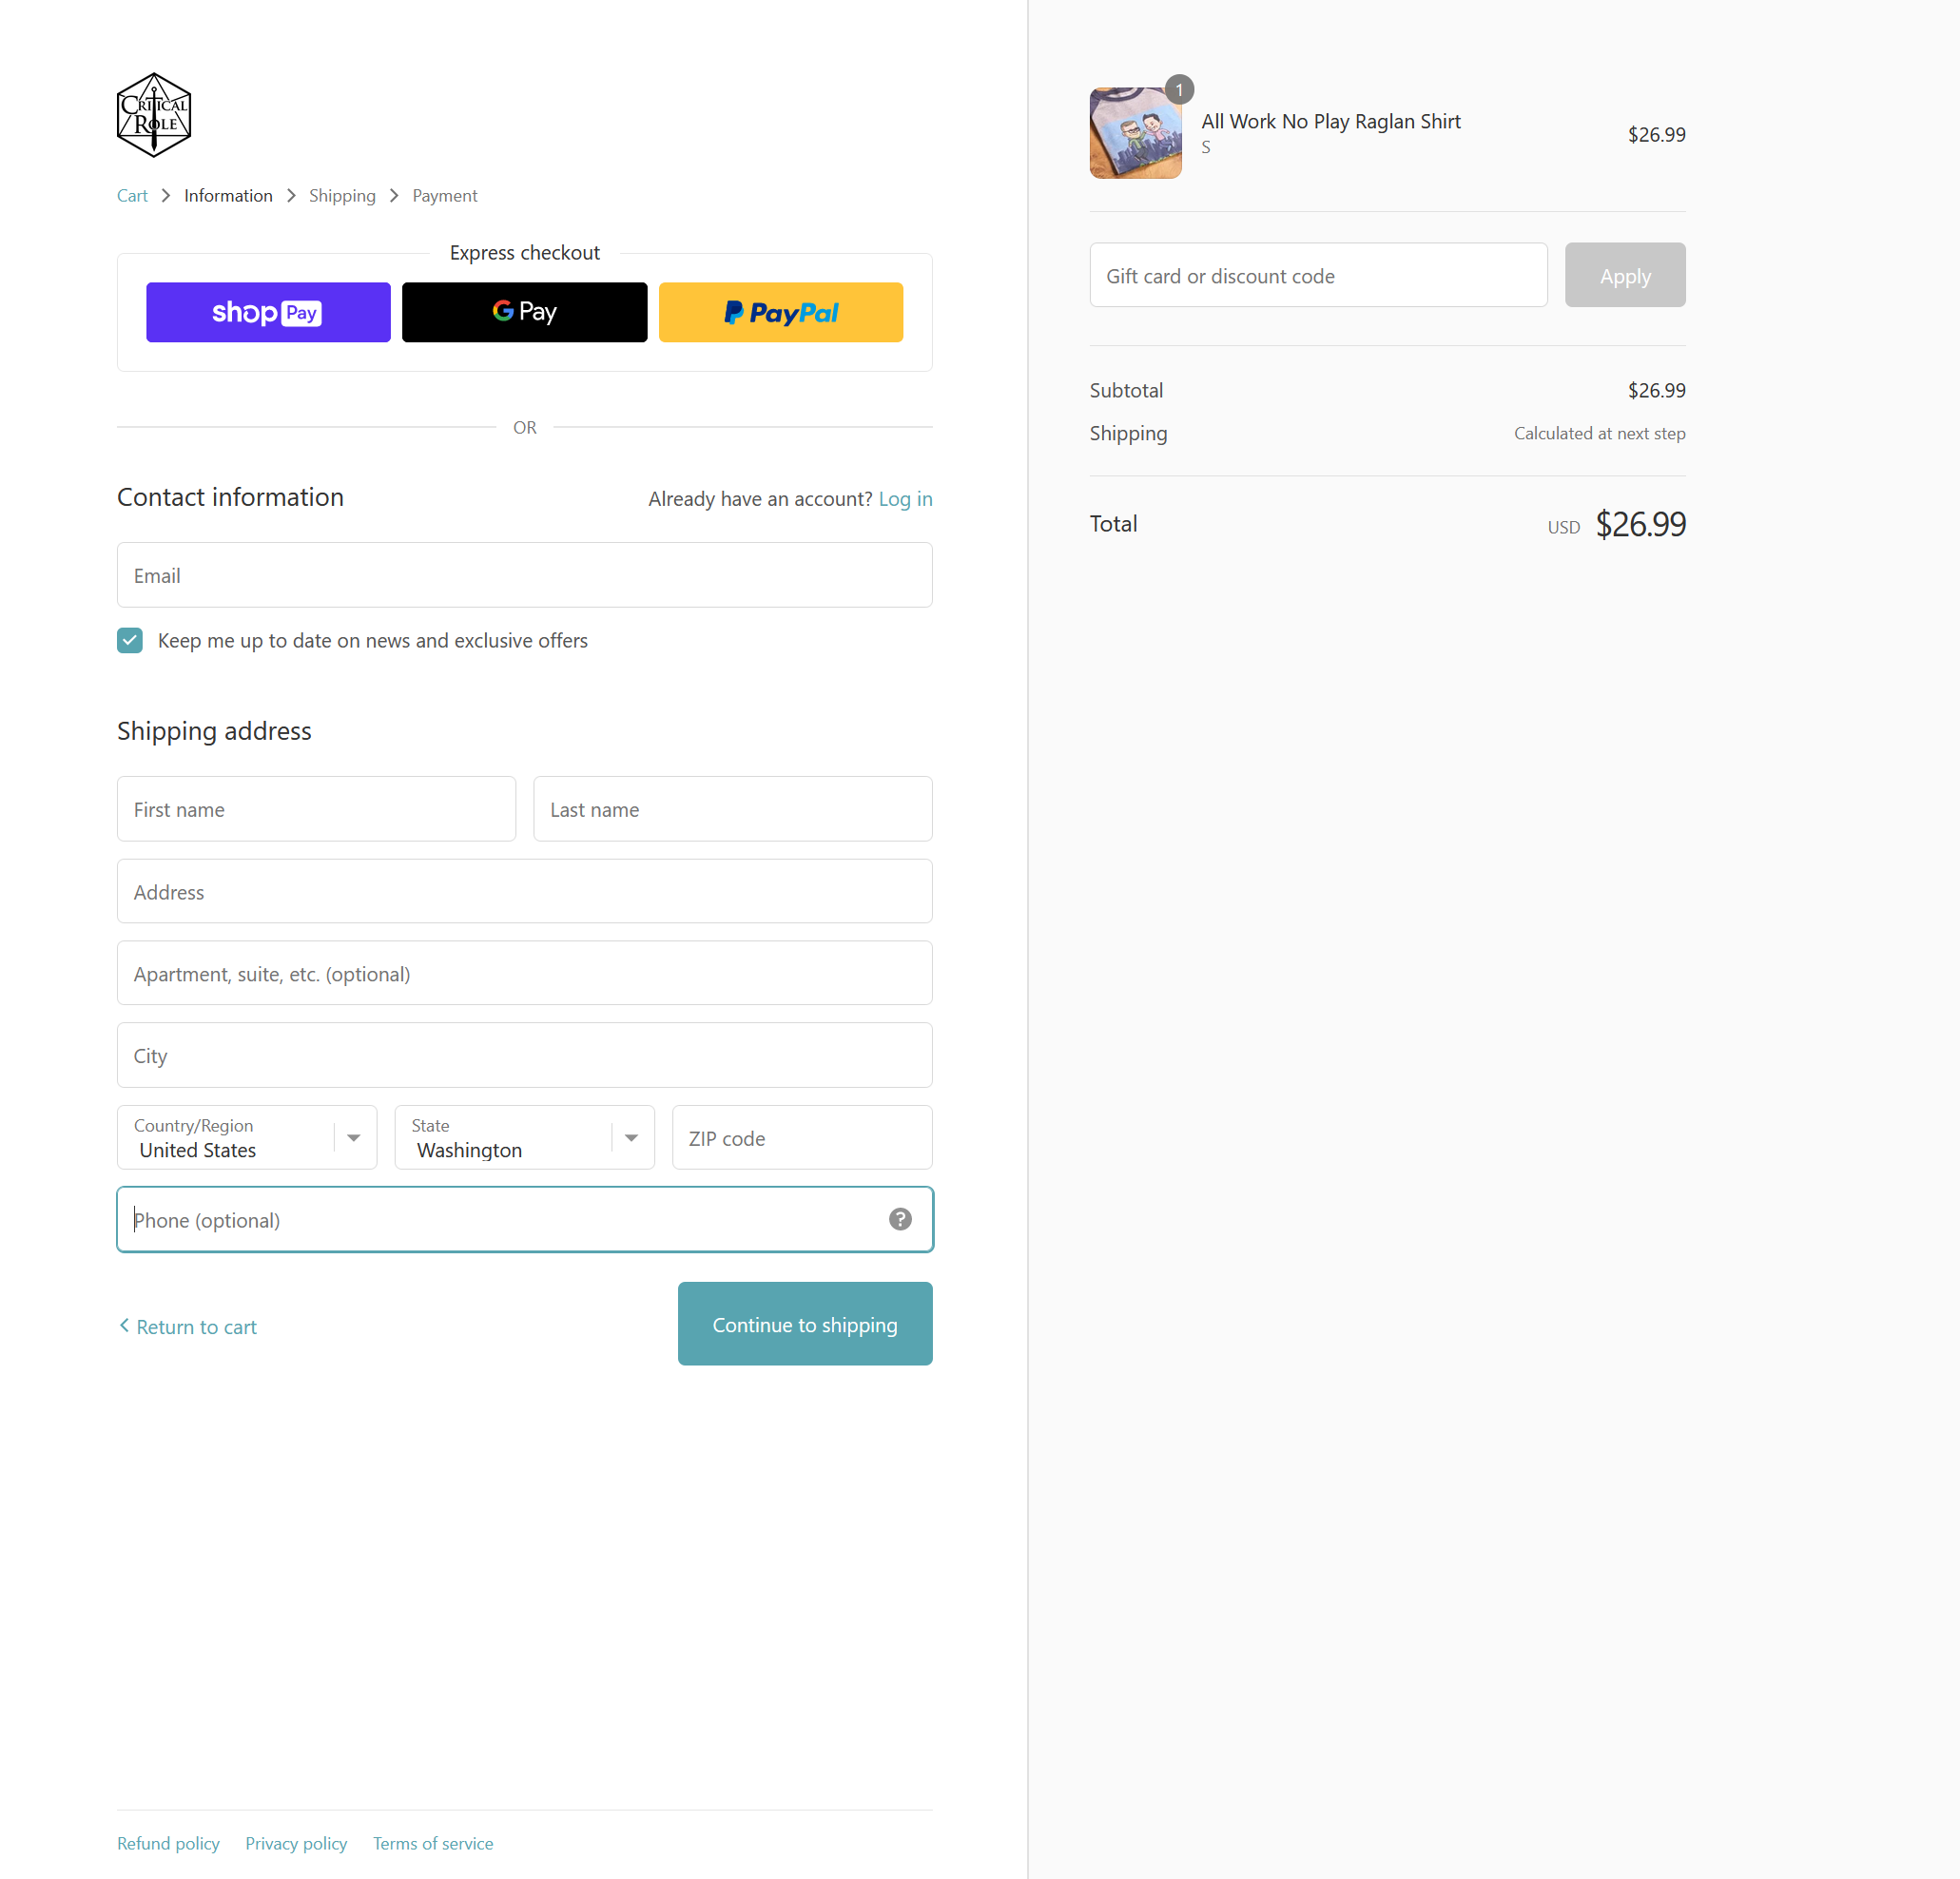 CRITICAL
ROLE
Cart > Information > Shipping > Payment
Express checkout
shop Pay
G Pay
PayPal
OR
Contact information
Already have an account? Log in
Email
Keep me up to date on news and exclusive offers
Shipping address
First name
Last name
Address
Apartment, suite, etc. (optional)
City
Country/Region
United States
State
Washington
ZIP code
Phone (optional)
?
< Return to cart
Continue to shipping
Refund policy
Privacy policy
Terms of service
1
All Work No Play Raglan Shirt
S
$26.99
Gift card or discount code
Apply
Subtotal
$26.99
Shipping
Calculated at next step
Total
USD $26.99